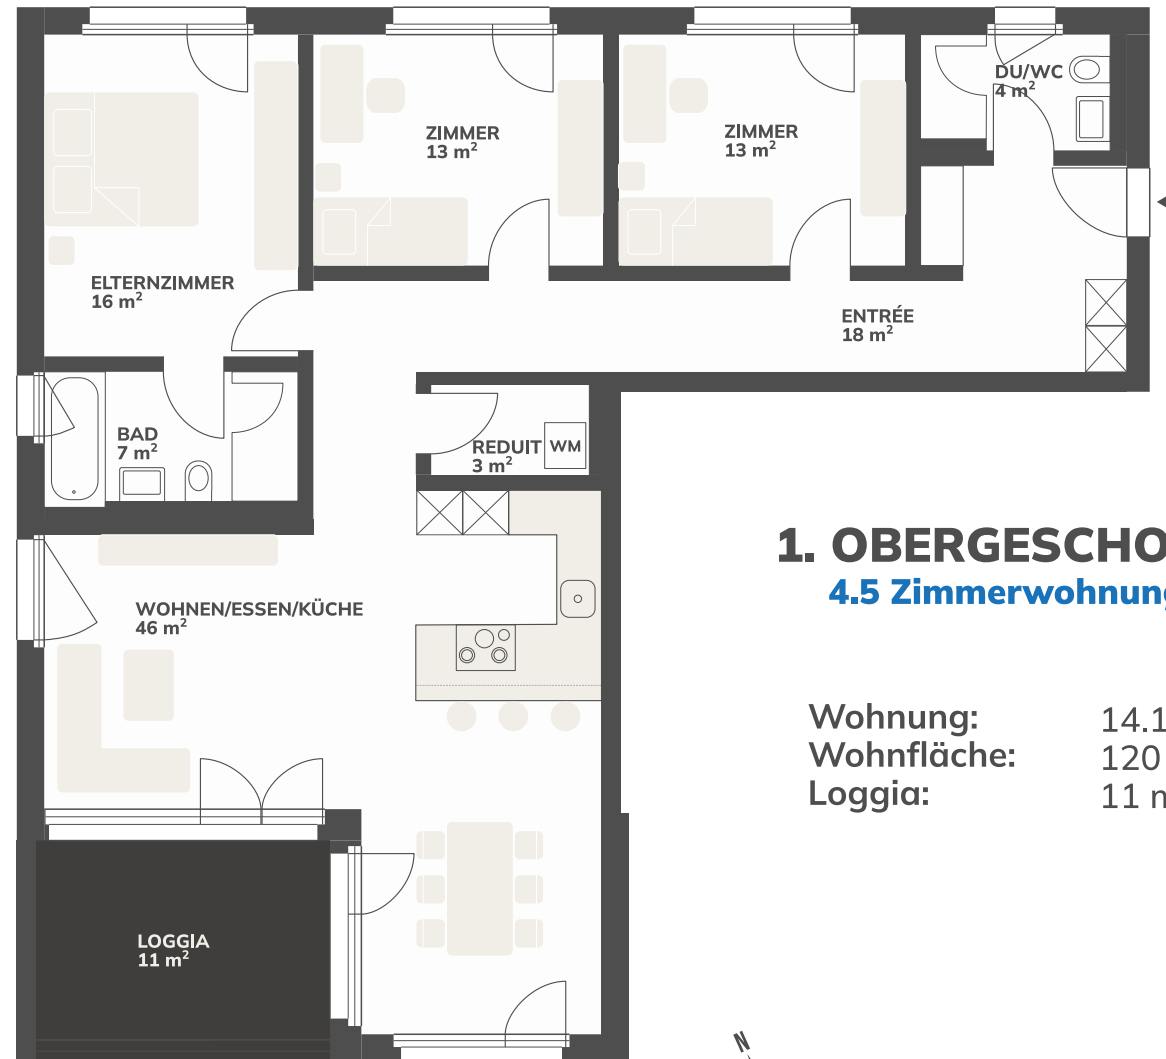 DU/WC
4 m²
ZIMMER
13 m²
ZIMMER
13 m²
ELTERNZIMMER
16 m²
ENTRÉE
18 m²
BAD
7 m²
REDUIT
3 m²
WM
1. OBERGESCHO
4.5 Zimmerwohnung
WOHNEN/ESSEN/KÜCHE
46 m²
Wohnung: 14.1
Wohnfläche: 120
Loggia: 11 m
LOGGIA
11 m²
N